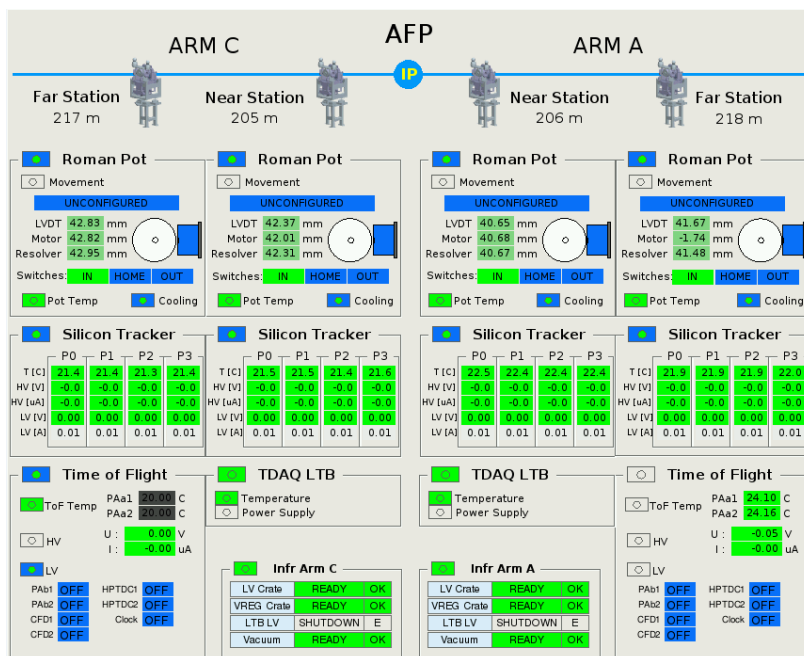 AFP
ARM C
ARM A
IP
Far Station
217 m
Near Station
205 m
Near Station
206 m
Far Station
218 m
Roman Pot
Movement
UNCONFIGURED
LVDT 42.83 mm
Motor 42.82 mm
Resolver 42.95 mm
Switches: IN HOME OUT
Pot Temp Cooling
Roman Pot
Movement
UNCONFIGURED
LVDT 42.37 mm
Motor 42.01 mm
Resolver 42.31 mm
Switches: IN HOME OUT
Pot Temp Cooling
Roman Pot
Movement
UNCONFIGURED
LVDT 40.65 mm
Motor 40.68 mm
Resolver 40.67 mm
Switches: IN HOME OUT
Pot Temp Cooling
Roman Pot
Movement
UNCONFIGURED
LVDT 41.67 mm
Motor -1.74 mm
Resolver 41.48 mm
Switches: IN HOME OUT
Pot Temp Cooling
Silicon Tracker
P0 P1 P2 P3
T [C] 21.4 21.4 21.3 21.4
HV [V] -0.0 -0.0 -0.0 -0.0
HV [uA] -0.0 -0.0 -0.0 -0.0
LV [V] 0.00 0.00 0.00 0.00
LV [A] 0.01 0.01 0.01 0.01
Silicon Tracker
P0 P1 P2 P3
T [C] 21.5 21.5 21.4 21.6
HV [V] -0.0 -0.0 -0.0 -0.0
HV [uA] -0.0 -0.0 -0.0 -0.0
LV [V] 0.00 0.00 0.00 0.00
LV [A] 0.01 0.01 0.01 0.01
Silicon Tracker
P0 P1 P2 P3
T [C] 22.5 22.4 22.4 22.4
HV [V] -0.0 -0.0 -0.0 -0.0
HV [uA] -0.0 -0.0 -0.0 -0.0
LV [V] 0.00 0.00 0.00 0.00
LV [A] 0.01 0.01 0.01 0.01
Silicon Tracker
P0 P1 P2 P3
T [C] 21.9 21.9 21.9 22.0
HV [V] -0.0 -0.0 -0.0 -0.0
HV [uA] -0.0 -0.0 -0.0 -0.0
LV [V] 0.00 0.00 0.00 0.00
LV [A] 0.01 0.01 0.01 0.01
Time of Flight
ToF Temp PAa1 20.00 C
PAa2 20.00 C
HV U : 0.00 V
I : -0.00 uA
LV
PAb1 OFF HPTDC1 OFF
PAb2 OFF HPTDC2 OFF
CFD1 OFF Clock OFF
CFD2 OFF
TDAQ LTB
Temperature
Power Supply
Infr Arm C
LV Crate READY OK
VREG Crate READY OK
LTB LV SHUTDOWN E
Vacuum READY OK
TDAQ LTB
Temperature
Power Supply
Infr Arm A
LV Crate READY OK
VREG Crate READY OK
LTB LV SHUTDOWN E
Vacuum READY OK
Time of Flight
ToF Temp PAa1 24.10 C
PAa2 24.16 C
HV U : -0.05 V
I : -0.00 uA
LV
PAb1 OFF HPTDC1 OFF
PAb2 OFF HPTDC2 OFF
CFD1 OFF Clock OFF
CFD2 OFF